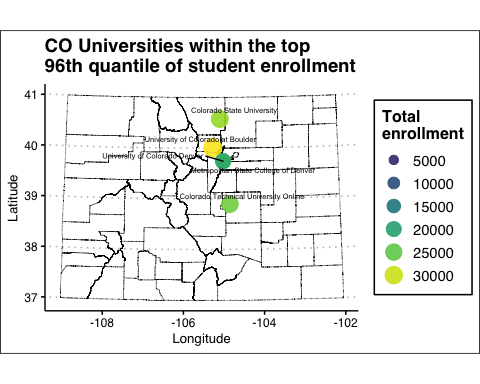 CO Universities within the top
96th quantile of student enrollment
41
40
39
38
37
Latitude
Colorado State University
University of Colorado at Boulder
University of Colorado Denver
Metropolitan State College of Denver
Colorado Technical University Online
-108
-106
-104
-102
Longitude
Total
enrollment
5000
10000
15000
20000
25000
30000